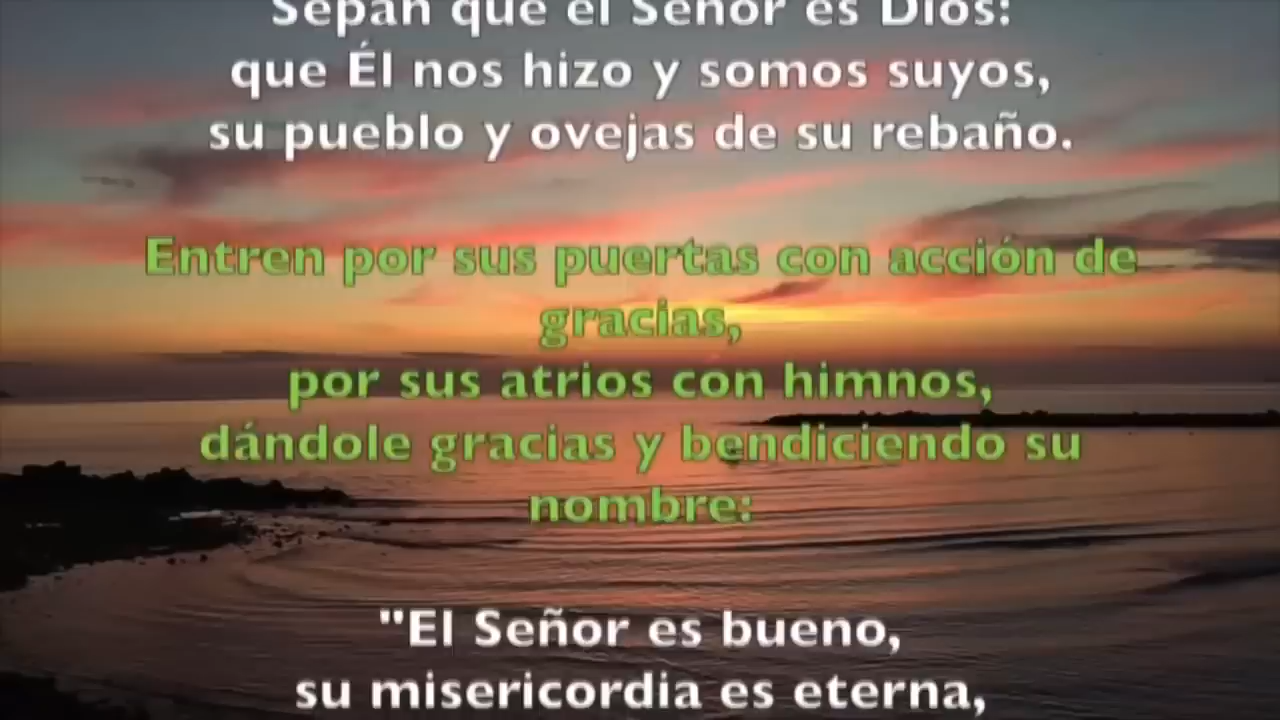 Sepan que el Señor es Dios:
que Él nos hizo y somos suyos,
su pueblo y ovejas de su rebaño.
Entren por sus puertas con acción de
gracias,
por sus atrios con himnos,
dándole gracias y bendiciendo su
nombre:
"El Señor es bueno,
su misericordia es eterna,